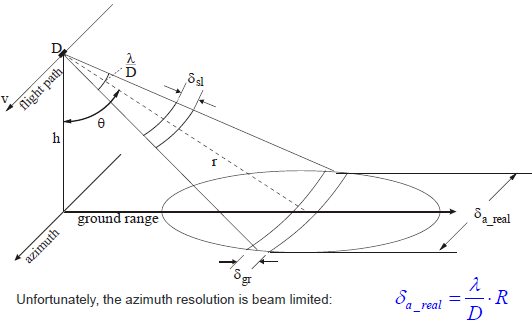 D
λ/D
δsl
v
flight path
θ
h
r
ground range
δa_real
azimuth
δgr
Unfortunately, the azimuth resolution is beam limited:
δa_real = λ/D · R